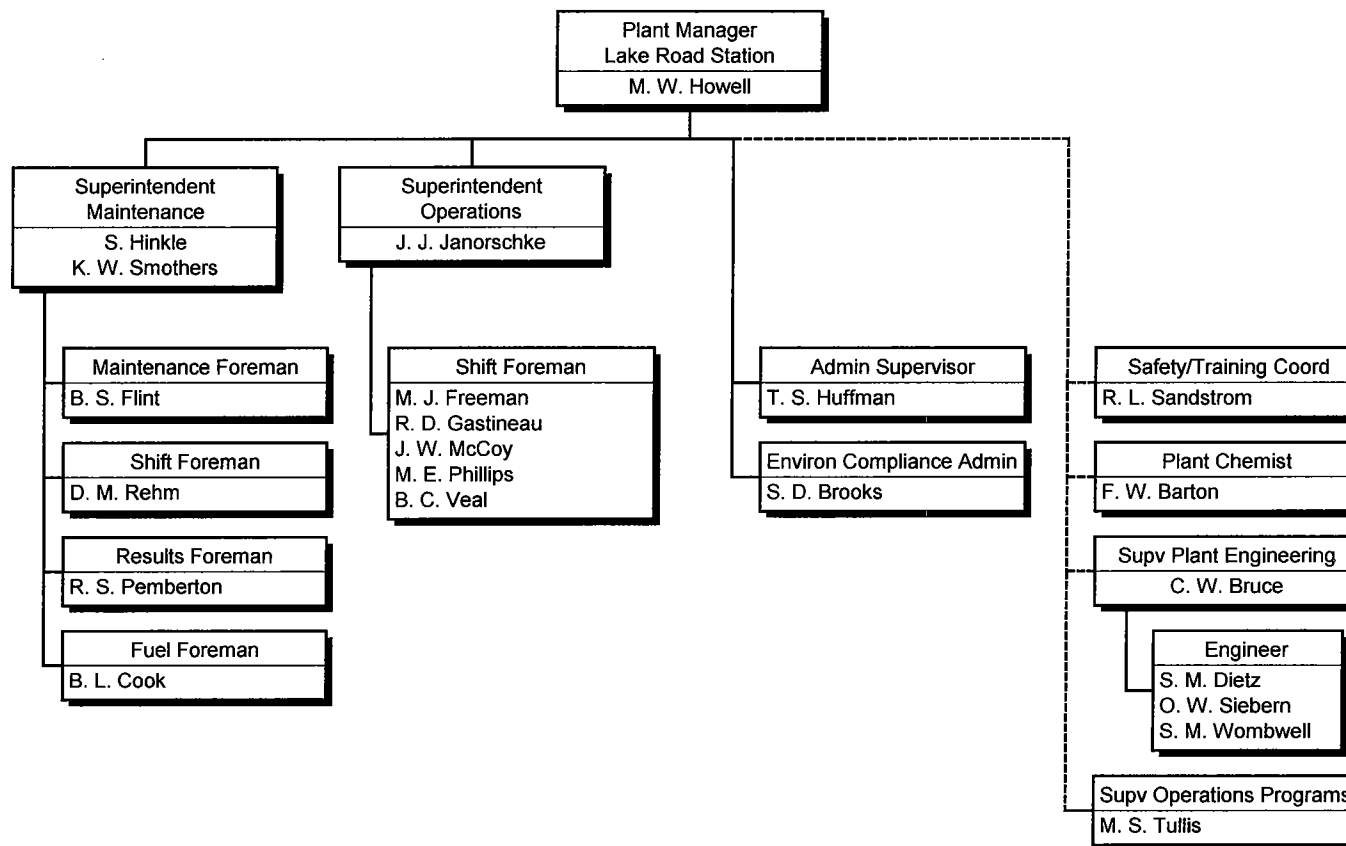 Plant Manager
Lake Road Station
M. W. Howell
Superintendent
Maintenance
S. Hinkle
K. W. Smothers
Superintendent
Operations
J. J. Janorschke
Maintenance Foreman
B. S. Flint
Shift Foreman
D. M. Rehm
Results Foreman
R. S. Pemberton
Fuel Foreman
B. L. Cook
Shift Foreman
M. J. Freeman
R. D. Gastineau
J. W. McCoy
M. E. Phillips
B. C. Veal
Admin Supervisor
T. S. Huffman
Environ Compliance Admin
S. D. Brooks
Safety/Training Coord
R. L. Sandstrom
Plant Chemist
F. W. Barton
Supv Plant Engineering
C. W. Bruce
Engineer
S. M. Dietz
O. W. Siebern
S. M. Wombwell
Supv Operations Programs
M. S. Tullis